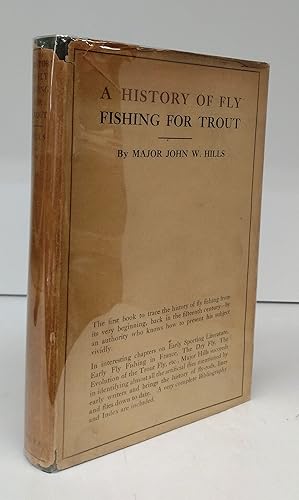 A HISTORY OF FLY
FISHING FOR TROUT
By MAJOR JOHN W. HILLS
The first book to trace the history of fly fishing from
its very beginning, back in the fifteenth century—by
an authority who knows how to present his subject
vividly.
In interesting chapters on Early Sporting Literature,
Early Fly Fishing in France, The Dry Fly, The
Evolution of the Trout Fly, etc., Major Hills succeeds
in identifying almost all the artificial flies mentioned by
early writers and brings the history of fly-rods, lines
and flies down to date. A very complete Bibliography
and Index are included.